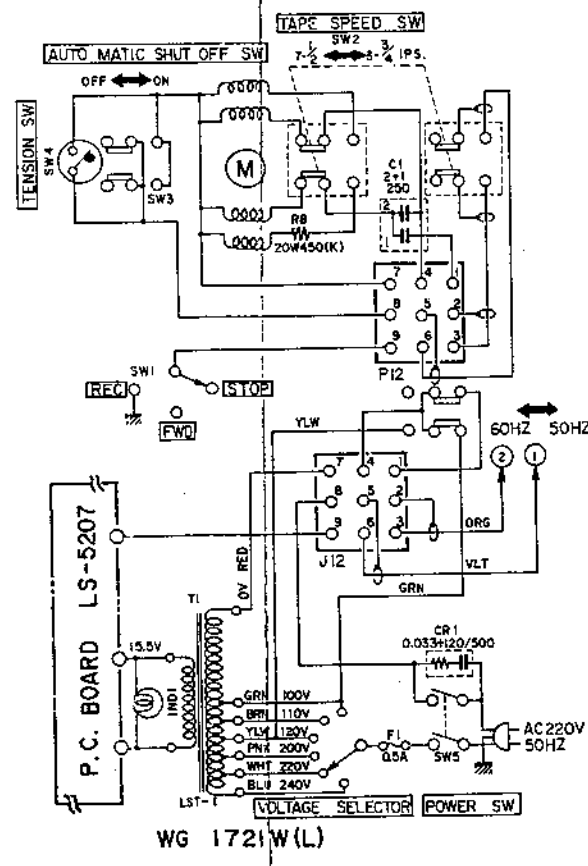 TAPE SPEED SW
SW2
7-1/2 3-3/4 I.P.S.
AUTO MATIC SHUT OFF SW
OFF ON
TENSION SW
SW4
SW3
M
C1
2+1
250
2
1
R8
20W450(K)
7 4 1
8 5 2
9 6 3
P12
SW1
REC
STOP
FWD
YLW
60HZ 50HZ
2 1
7 4 1
8 5 2
9 6 3
J12
ORG
VLT
GRN
P.C. BOARD LS-5207
0V RED
T1
15.5V
IND1
CR1
0.033+120/500
GRN 100V
BRN 110V
YLW 120V
PNK 200V
WHT 220V
BLU 240V
LST-1
F1
0.5A
SW5
AC220V
50HZ
VOLTAGE SELECTOR
POWER SW
WG 1721W(L)